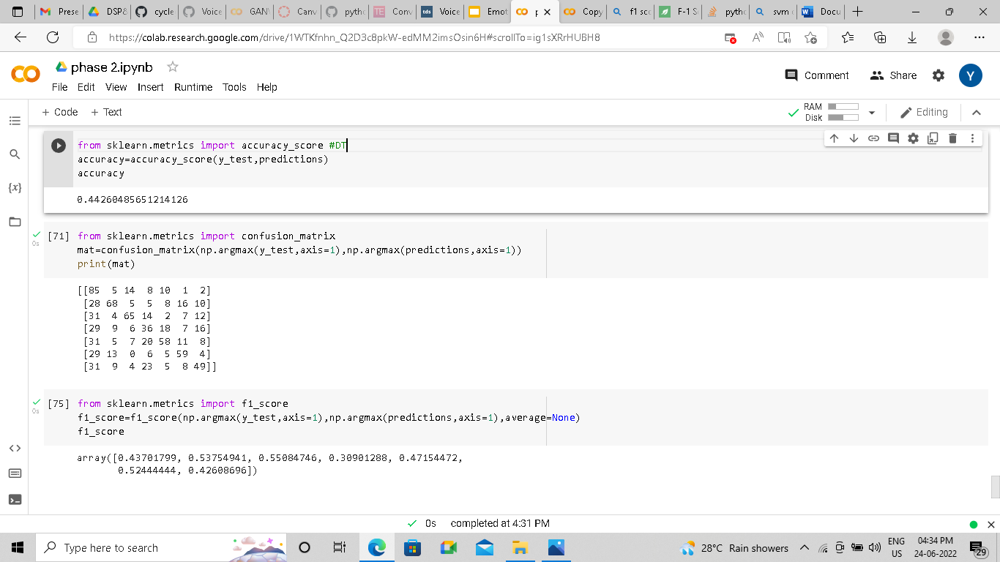 Prese
DSP&
cycle
Voice
GAN
Canv
pytho
Conv
Voice
Emot
Copy
f1 sco
F-1 S
pytho
svm c
Docu
https://colab.research.google.com/drive/1WTKfnhn_Q2D3c8pkW-edMM2imsOsin6H#scrollTo=ig1sXRrHUBH8
phase 2.ipynb
File Edit View Insert Runtime Tools Help
Comment
Share
Y
+ Code + Text
RAM
Disk
Editing
from sklearn.metrics import accuracy_score #DT
accuracy=accuracy_score(y_test,predictions)
accuracy
0.44260485651214126
[71] from sklearn.metrics import confusion_matrix
0s
mat=confusion_matrix(np.argmax(y_test,axis=1),np.argmax(predictions,axis=1))
print(mat)
[[85 5 14 8 10 1 2]
[28 68 5 5 8 16 10]
[31 4 65 14 2 7 12]
[29 9 6 36 18 7 16]
[31 5 7 20 58 11 8]
[29 13 0 6 5 59 4]
[31 9 4 23 5 8 49]]
[75] from sklearn.metrics import f1_score
0s
f1_score=f1_score(np.argmax(y_test,axis=1),np.argmax(predictions,axis=1),average=None)
f1_score
array([0.43701799, 0.53754941, 0.55084746, 0.30901288, 0.47154472,
0.52444444, 0.42608696])
0s completed at 4:31 PM
Type here to search
28°C Rain showers
ENG
US
04:34 PM
24-06-2022
29